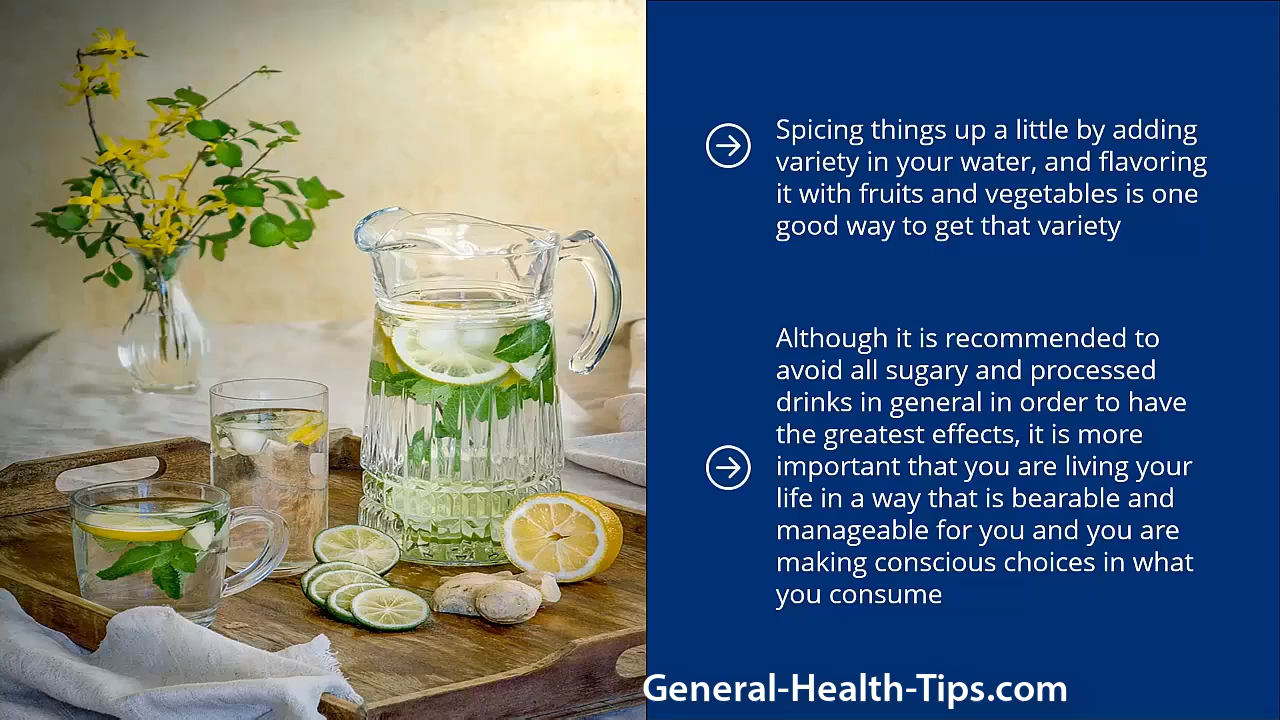 Spicing things up a little by adding
variety in your water, and flavoring
it with fruits and vegetables is one
good way to get that variety
Although it is recommended to
avoid all sugary and processed
drinks in general in order to have
the greatest effects, it is more
important that you are living your
life in a way that is bearable and
manageable for you and you are
making conscious choices in what
you consume
General-Health-Tips.com